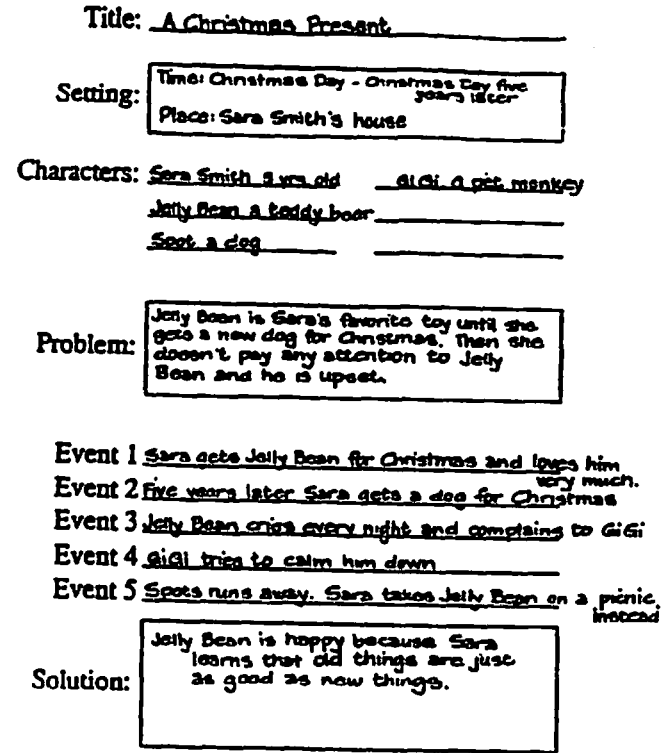 Title: A Christmas Present
Setting: Time: Christmas Day - Christmas Day five
years later
Place: Sara Smith's house
Characters: Sara Smith yrs old GiGi a pet monkey
Jelly Bean a teddy bear
Spot a dog
Problem: Jelly Bean is Sara's favorite toy until she
gets a new dog for Christmas. Then she
doesn't pay any attention to Jelly
Bean and he is upset.
Event 1 Sara gets Jelly Bean for Christmas and loves him
very much.
Event 2 Five years later Sara gets a dog for Christmas
Event 3 Jelly Bean cries every night and complains to GiGi
Event 4 GiGi tries to calm him down
Event 5 Spots runs away. Sara takes Jelly Bean on a picnic
instead
Solution: Jelly Bean is happy because Sara
learns that old things are just
as good as new things.